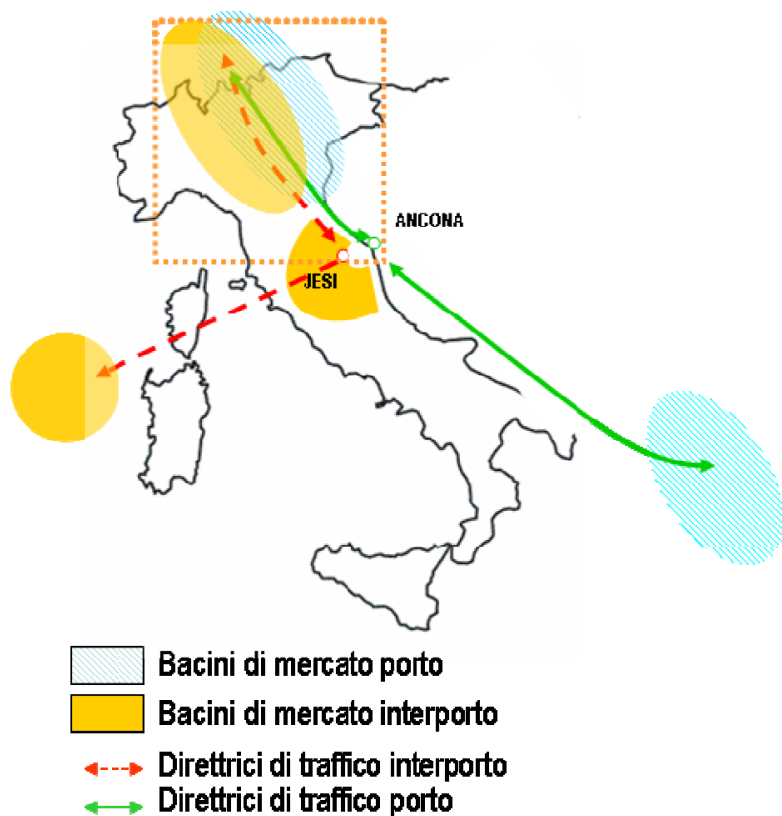 ANCONA
JESI
Bacini di mercato porto
Bacini di mercato interporto
Direttrici di traffico interporto
Direttrici di traffico porto